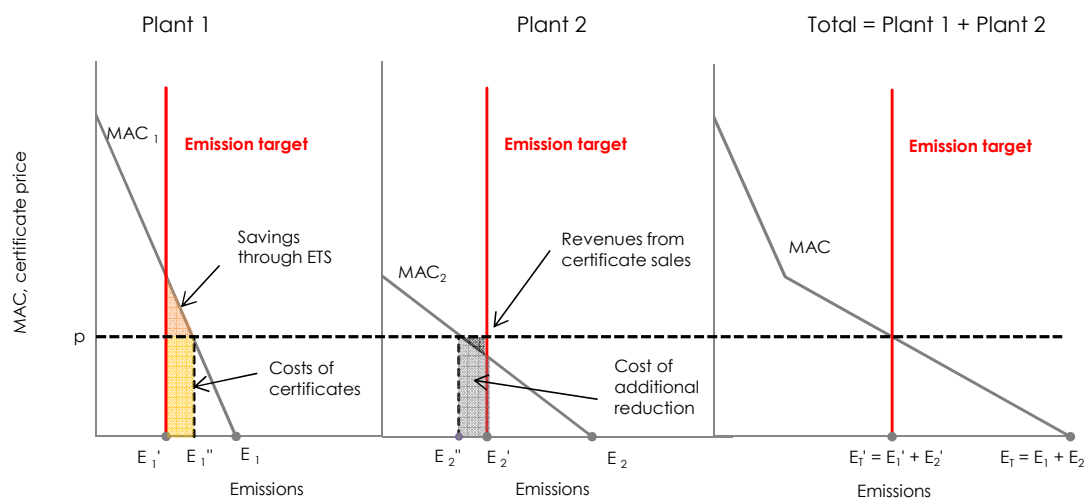 Plant 1
Plant 2
Total = Plant 1 + Plant 2
MAC, certificate price
MAC 1
Emission target
Savings
through ETS
Costs of
certificates
p
E 1'
E 1''
E 1
Emissions
MAC2
Emission target
Revenues from
certificate sales
Cost of
additional
reduction
E 2''
E 2'
E 2
Emissions
MAC
Emission target
ET' = E1' + E2'
ET = E1 + E2
Emissions